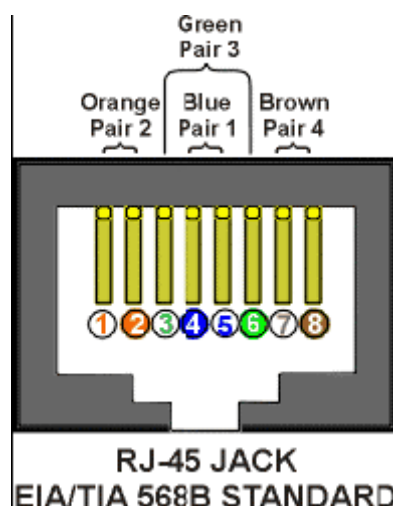 Green
Pair 3
Orange Blue Brown
Pair 2 Pair 1 Pair 4
1 2 3 4 5 6 7 8
RJ-45 JACK
EIA/TIA 568B STANDARD